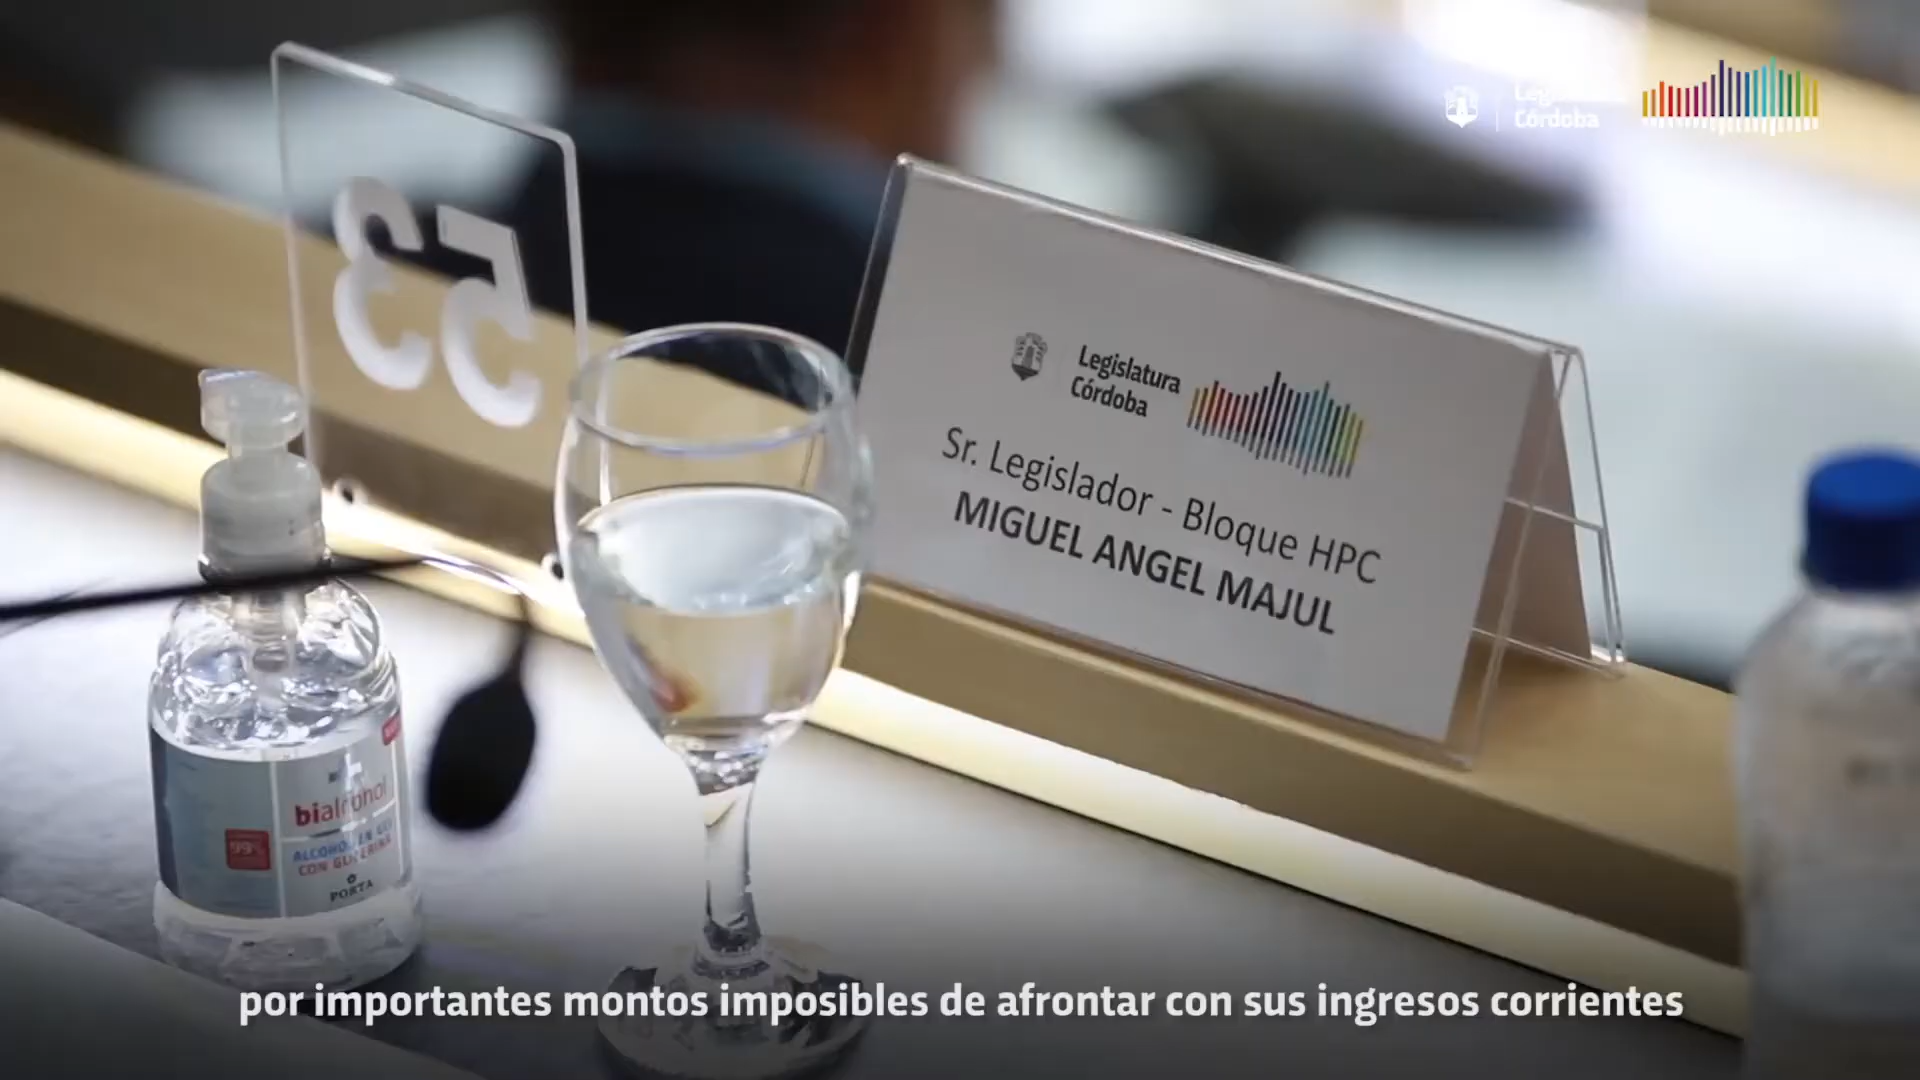 Córdoba
53
Legislatura
Córdoba
Sr. Legislador - Bloque HPC
MIGUEL ANGEL MAJUL
bialcohol
99%
ALCOHOL EN GEL
CON GLICERINA
PORTA
por importantes montos imposibles de afrontar con sus ingresos corrientes